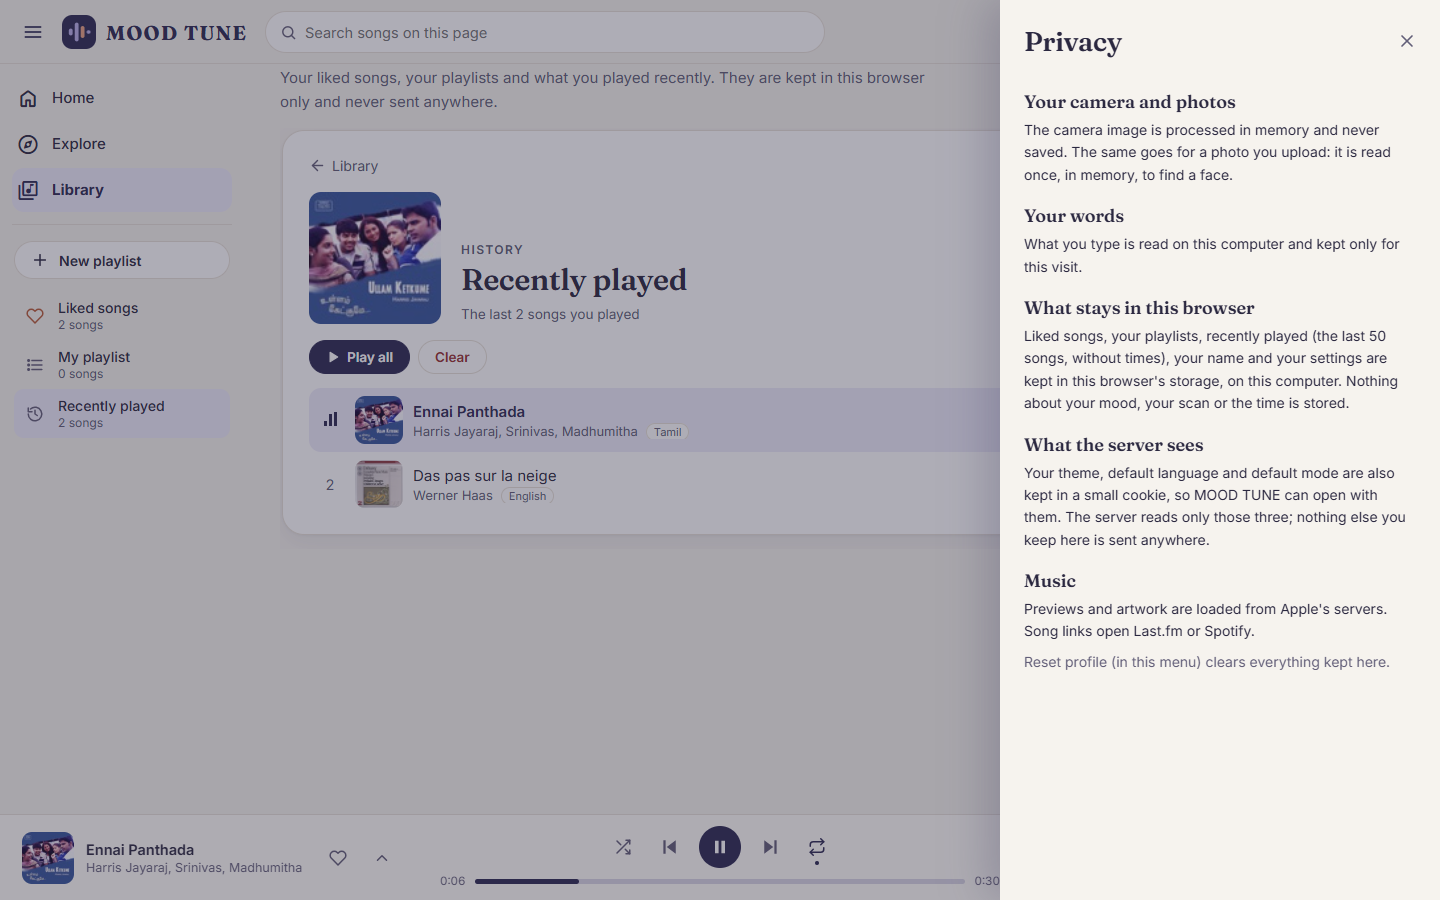 MOOD TUNE
Search songs on this page
Home
Explore
Library
New playlist
Liked songs
2 songs
My playlist
0 songs
Recently played
2 songs
Your liked songs, your playlists and what you played recently. They are kept in this browser
only and never sent anywhere.
Library
ULLAM KETKUME
உள்ளம்
கேட்குமே...
HISTORY
Recently played
The last 2 songs you played
Play all
Clear
Ennai Panthada
Harris Jayaraj, Srinivas, Madhumitha
Tamil
2
Das pas sur la neige
Werner Haas
English
Ennai Panthada
Harris Jayaraj, Srinivas, Madhumitha
0:06
0:30
Privacy
Your camera and photos
The camera image is processed in memory and never
saved. The same goes for a photo you upload: it is read
once, in memory, to find a face.
Your words
What you type is read on this computer and kept only for
this visit.
What stays in this browser
Liked songs, your playlists, recently played (the last 50
songs, without times), your name and your settings are
kept in this browser's storage, on this computer. Nothing
about your mood, your scan or the time is stored.
What the server sees
Your theme, default language and default mode are also
kept in a small cookie, so MOOD TUNE can open with
them. The server reads only those three; nothing else you
keep here is sent anywhere.
Music
Previews and artwork are loaded from Apple's servers.
Song links open Last.fm or Spotify.
Reset profile (in this menu) clears everything kept here.